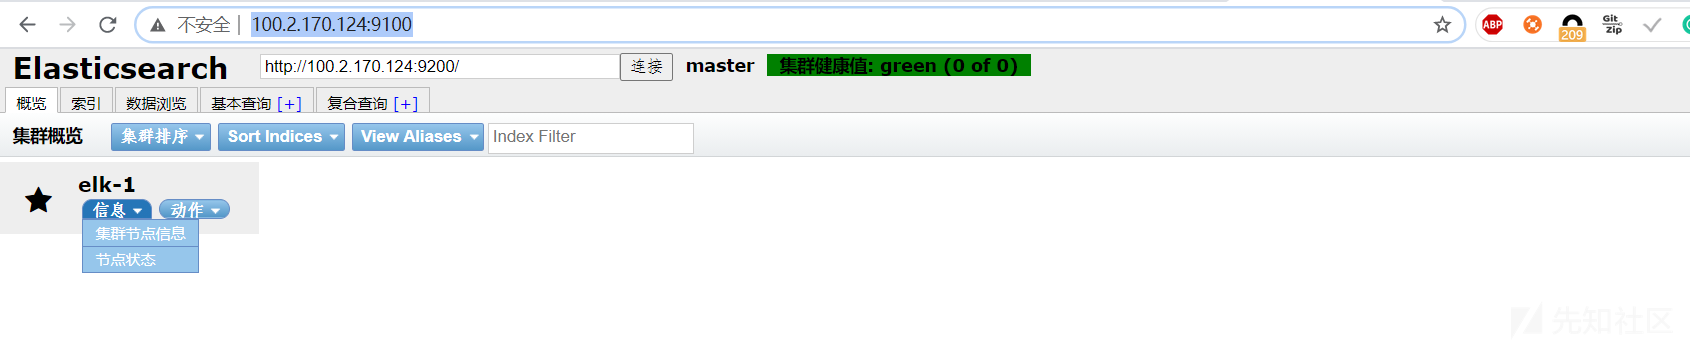 不安全 | 100.2.170.124:9100
ABP 209 Git Zip
Elasticsearch http://100.2.170.124:9200/ 连接 master 集群健康值: green (0 of 0)
概览 索引 数据浏览 基本查询 [+] 复合查询 [+]
集群概览 集群排序 Sort Indices View Aliases Index Filter
elk-1
信息 动作
集群节点信息
节点状态
先知社区